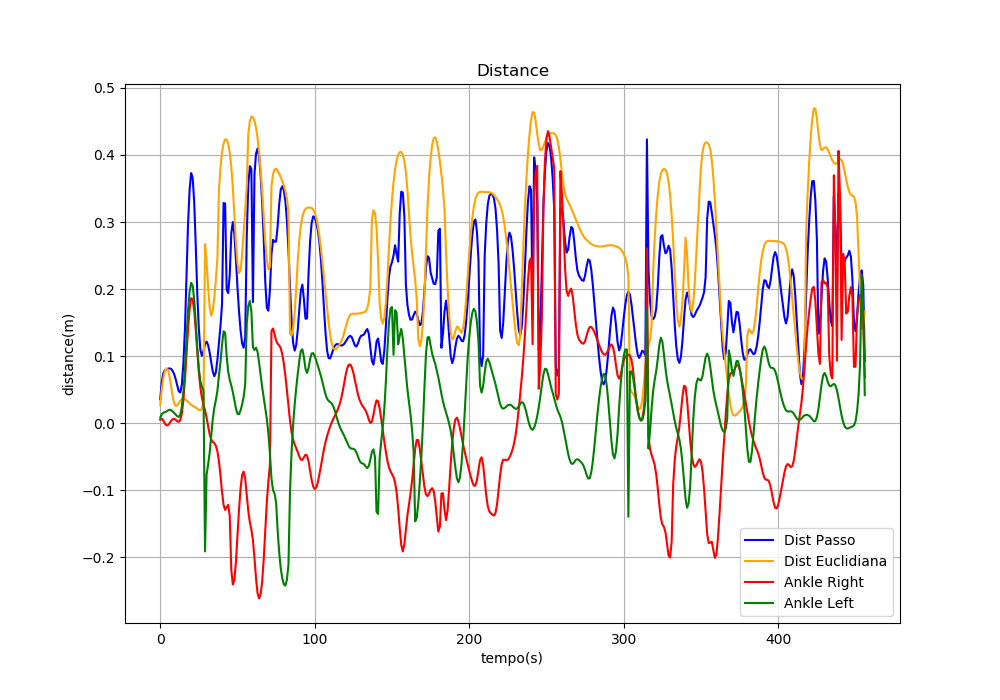 Distance
0.5
0.4
0.3
0.2
0.1
0.0
−0.1
−0.2
distance(m)
0 100 200 300 400
tempo(s)
Dist Passo
Dist Euclidiana
Ankle Right
Ankle Left